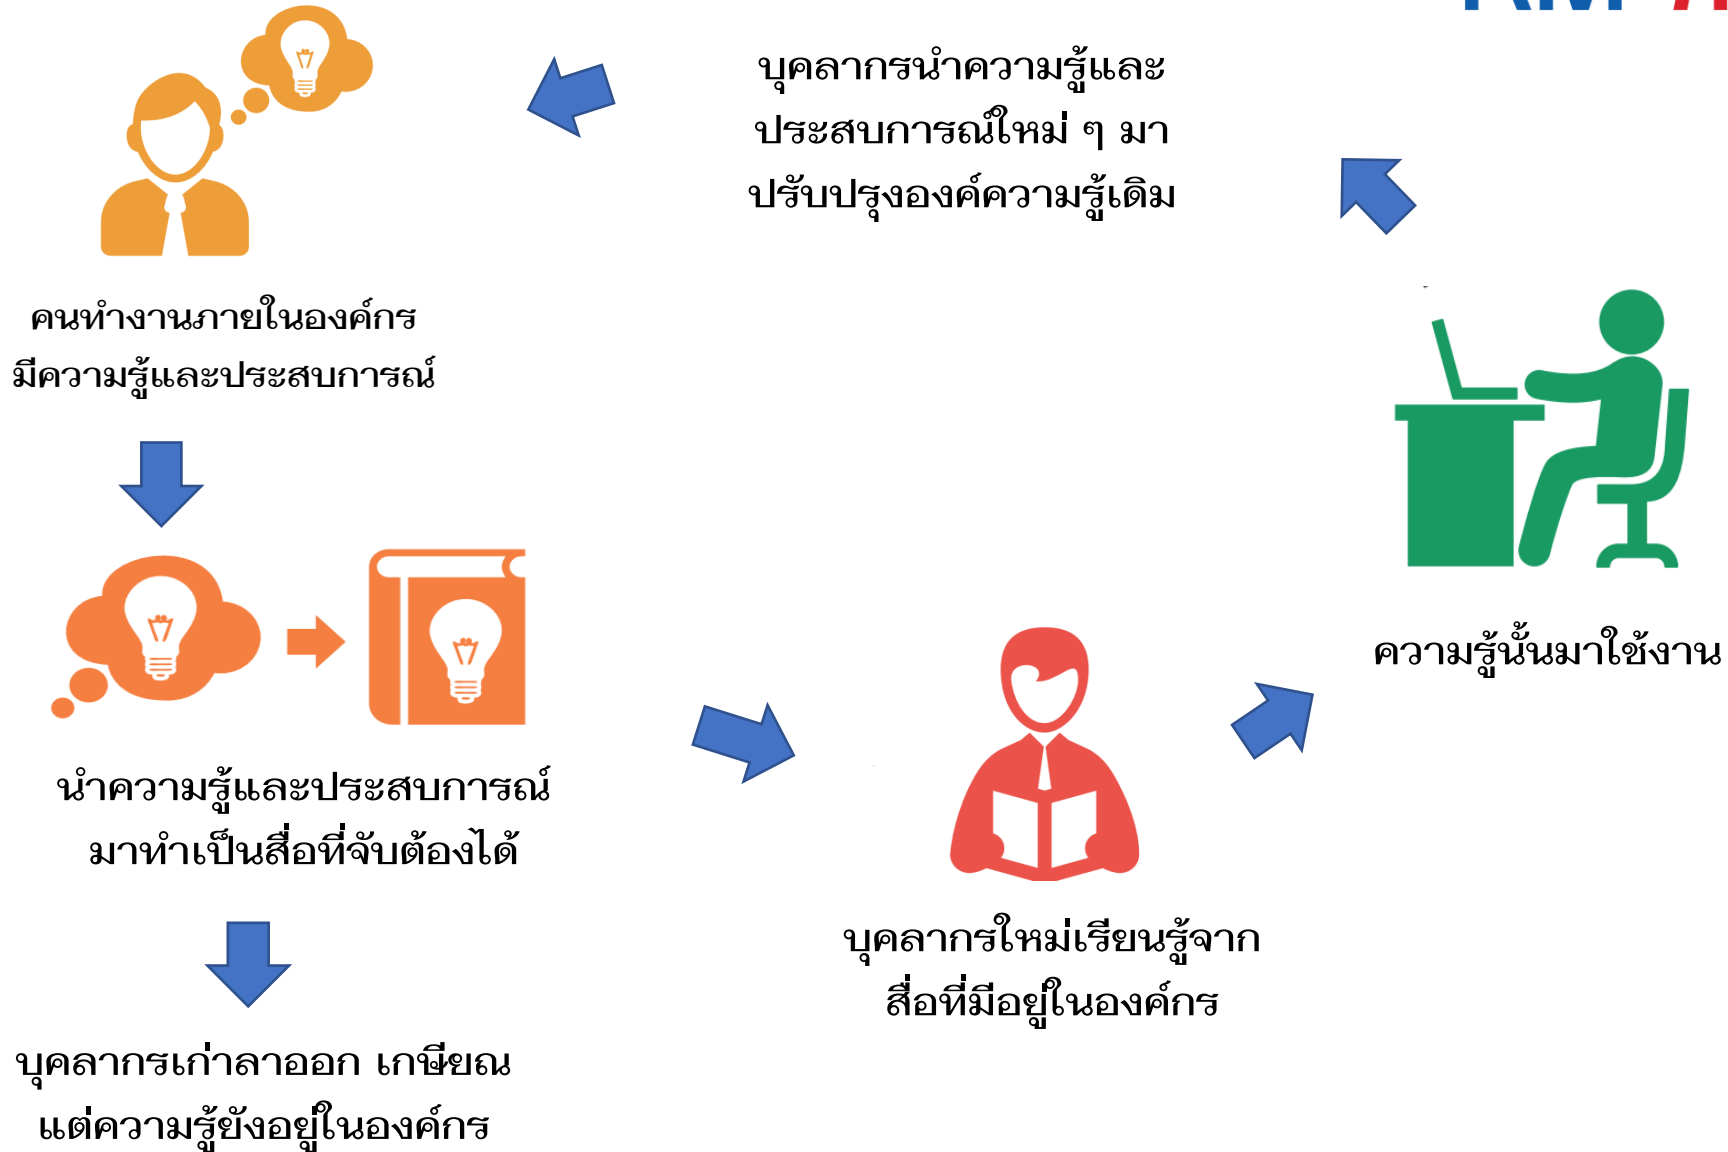 บุคลากรนำความรู้และ
ประสบการณ์ใหม่ ๆ มา
ปรับปรุงองค์ความรู้เดิม
คนทำงานภายในองค์กร
มีความรู้และประสบการณ์
ความรู้นั้นมาใช้งาน
นำความรู้และประสบการณ์
มาทำเป็นสื่อที่จับต้องได้
บุคลากรใหม่เรียนรู้จาก
สื่อที่มีอยู่ในองค์กร
บุคลากรเก่าลาออก เกษียณ
แต่ความรู้ยังอยู่ในองค์กร